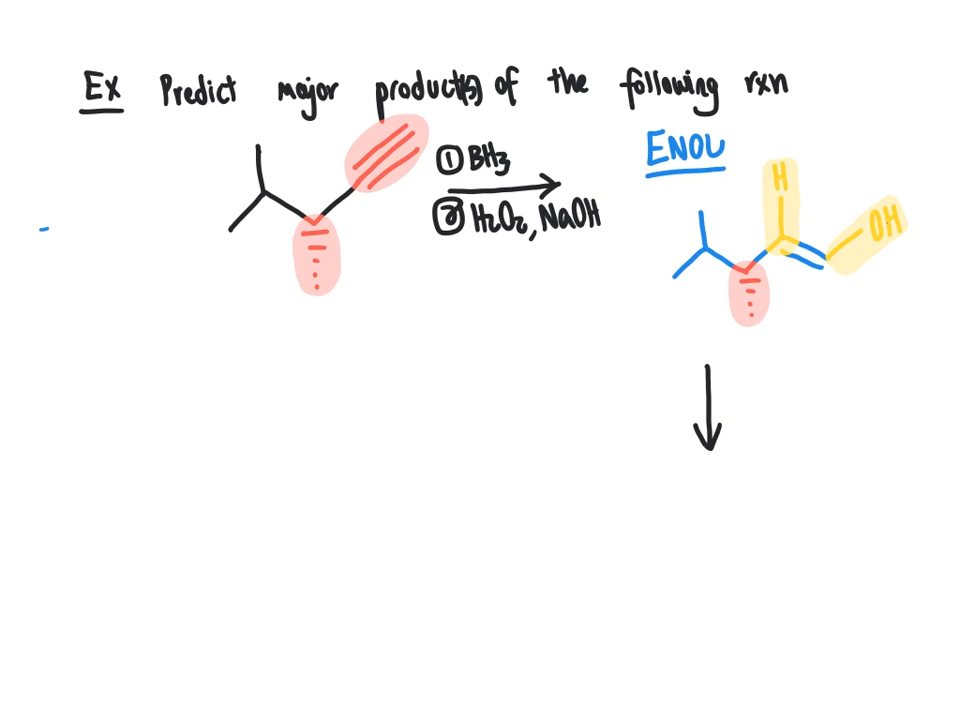 Ex Predict major product(s) of the following rxn
ENOL
① BH3
② H2O2, NaOH
H
OH